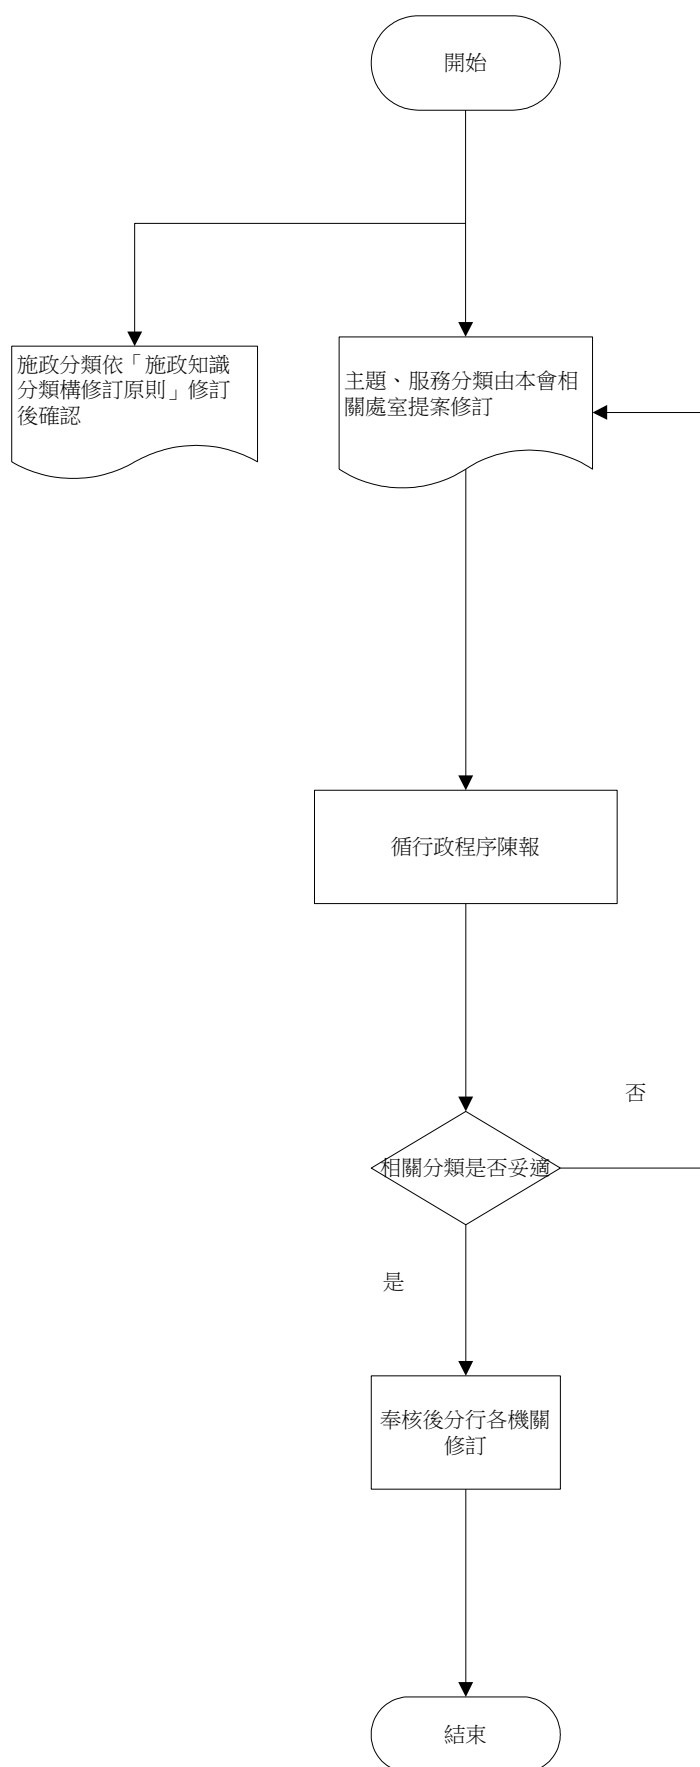 開始
施政分類依「施政知識
分類構修訂原則」修訂
後確認
主題、服務分類由本會相
關處室提案修訂
循行政程序陳報
否
相關分類是否妥適
是
奉核後分行各機關
修訂
結束